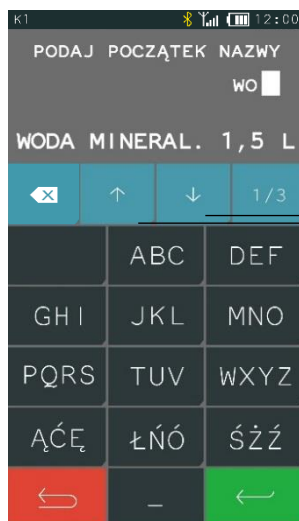 K1 12:00
PODAJ POCZĄTEK NAZWY
WO
WODA MINERAL. 1,5 L
1/3
ABC DEF
GHI JKL MNO
PQRS TUV WXYZ
ĄĆĘ ŁŃÓ ŚŻŹ
_